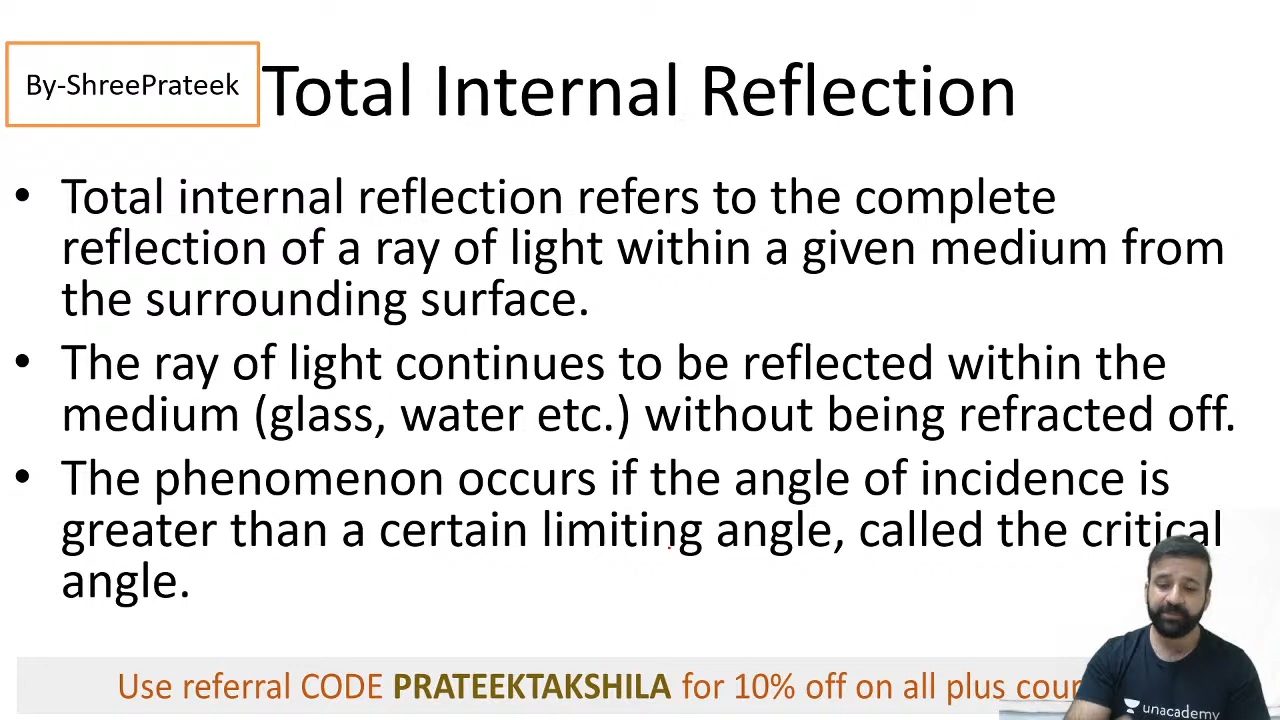 By-ShreePrateek
Total Internal Reflection
• Total internal reflection refers to the complete
reflection of a ray of light within a given medium from
the surrounding surface.
• The ray of light continues to be reflected within the
medium (glass, water etc.) without being refracted off.
• The phenomenon occurs if the angle of incidence is
greater than a certain limiting angle, called the critical
angle.
Use referral CODE PRATEEKTAKSHILA for 10% off on all plus
unacademy